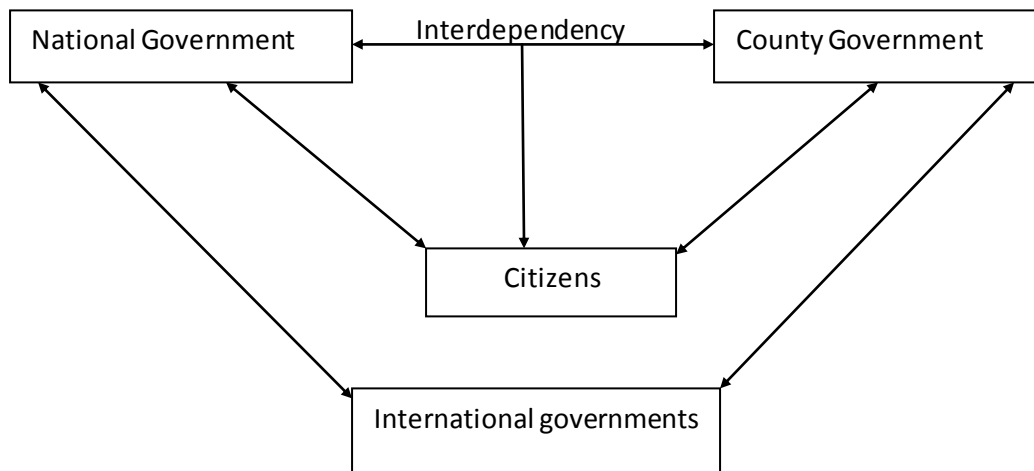 National Government
Interdependency
County Government
Citizens
International governments